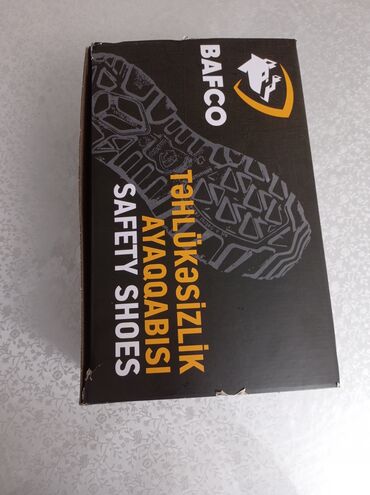 BAFCO
TƏHLÜKƏSİZLİK
AYAQQABISI
SAFETY SHOES